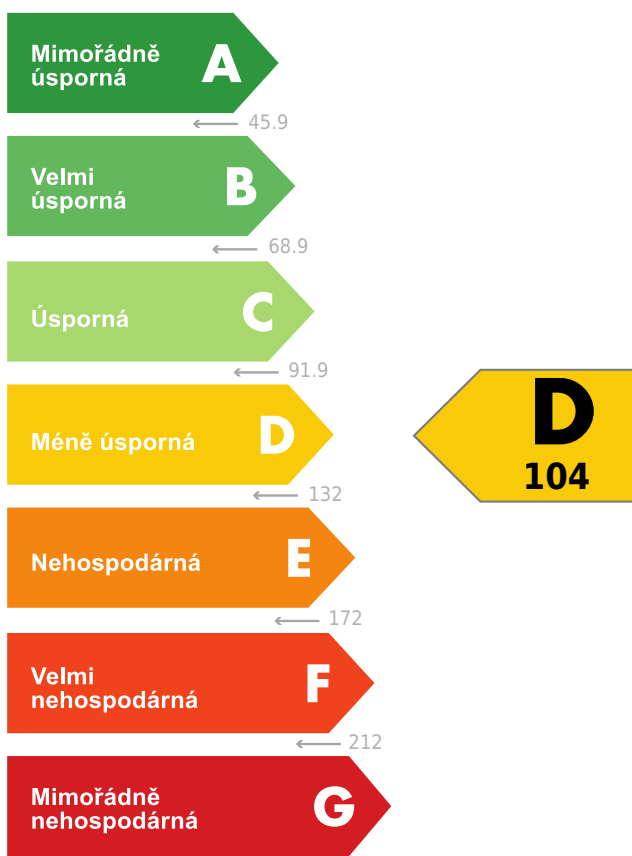 Mimořádně
úsporná
A
← 45.9
Velmi
úsporná
B
← 68.9
Úsporná
C
← 91.9
Méně úsporná
D
D
104
← 132
Nehospodárná
E
← 172
Velmi
nehospodárná
F
← 212
Mimořádně
nehospodárná
G